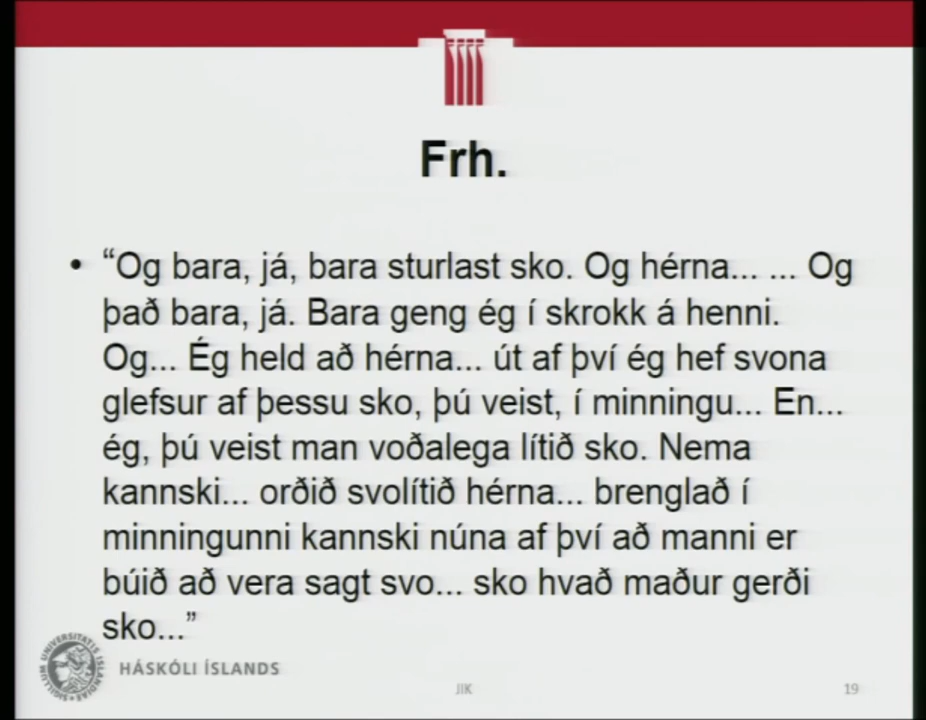 Frh.
• “Og bara, já, bara sturlast sko. Og hérna... ... Og
það bara, já. Bara geng ég í skrokk á henni.
Og... Ég held að hérna... út af því ég hef svona
glefsur af þessu sko, þú veist, í minningu... En...
ég, þú veist man voðalega lítið sko. Nema
kannski... orðið svolítið hérna... brenglað í
minningunni kannski núna af því að manni er
búið að vera sagt svo... sko hvað maður gerði
sko...”
SIGILLUM UNIVERSITATIS ISLANDIAE
HÁSKÓLI ÍSLANDS
JIK
19